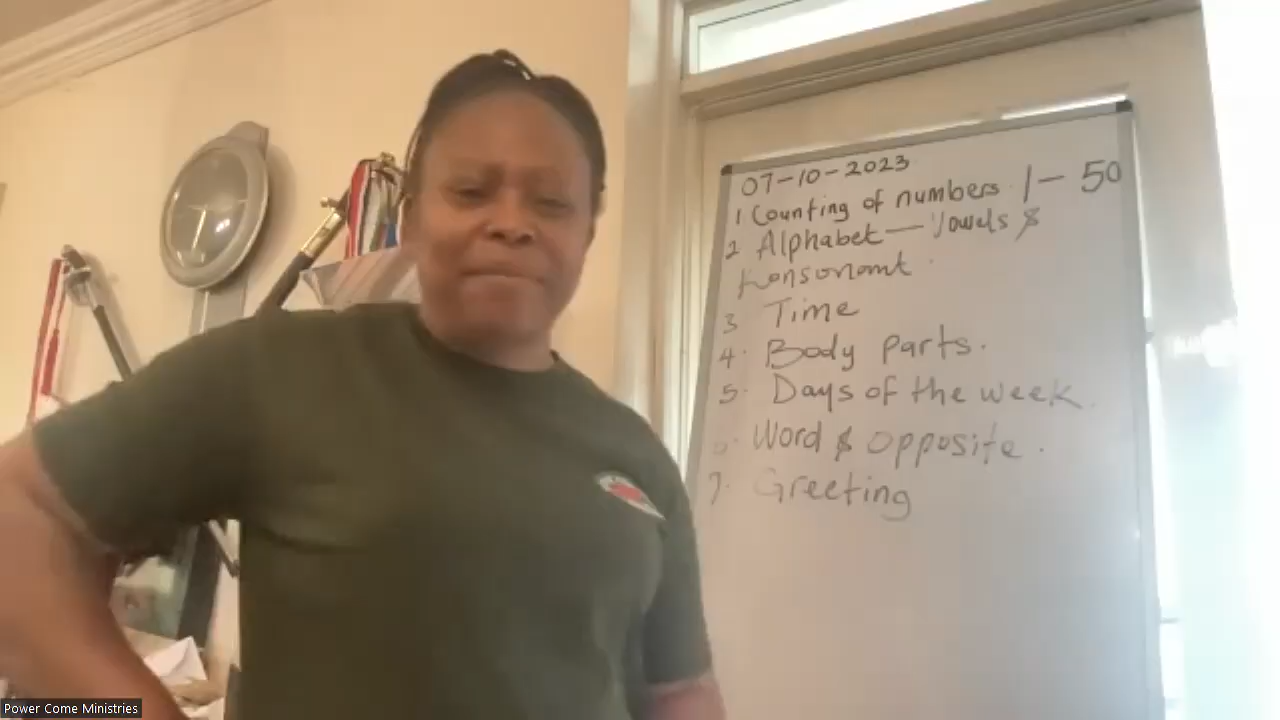 07-10-2023
1 Counting of numbers 1-50
2 Alphabet - Vowels &
Konsonant
3 Time
4. Body parts.
5. Days of the week.
6. Word & opposite.
7. Greeting
Power Come Ministries